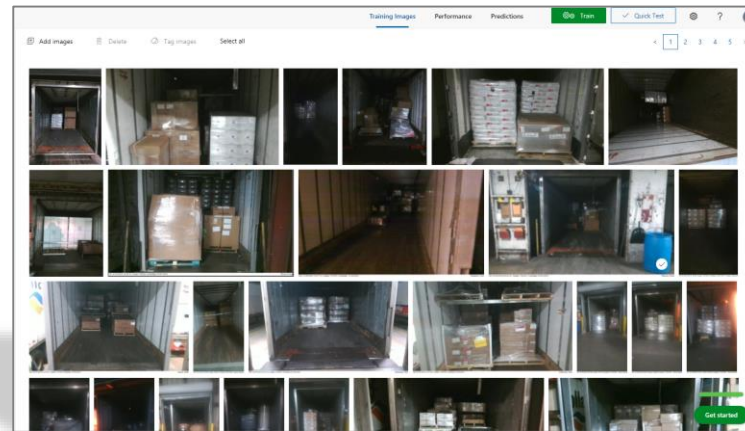 Training Images Performance Predictions Train Quick Test ?
Add images Delete Tag images Select all 1 2 3 4 5
Get started